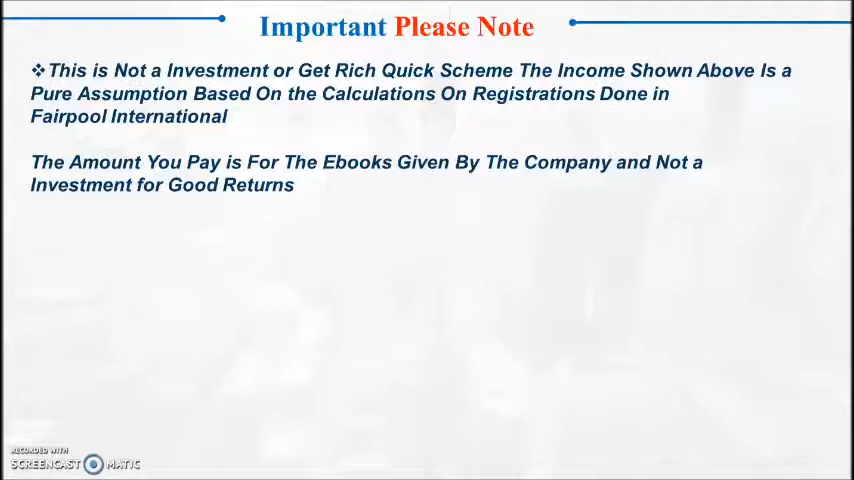 Important Please Note
❖This is Not a Investment or Get Rich Quick Scheme The Income Shown Above Is a
Pure Assumption Based On the Calculations On Registrations Done in
Fairpool International
The Amount You Pay is For The Ebooks Given By The Company and Not a
Investment for Good Returns
RECORDED WITH
SCREENCAST MATIC